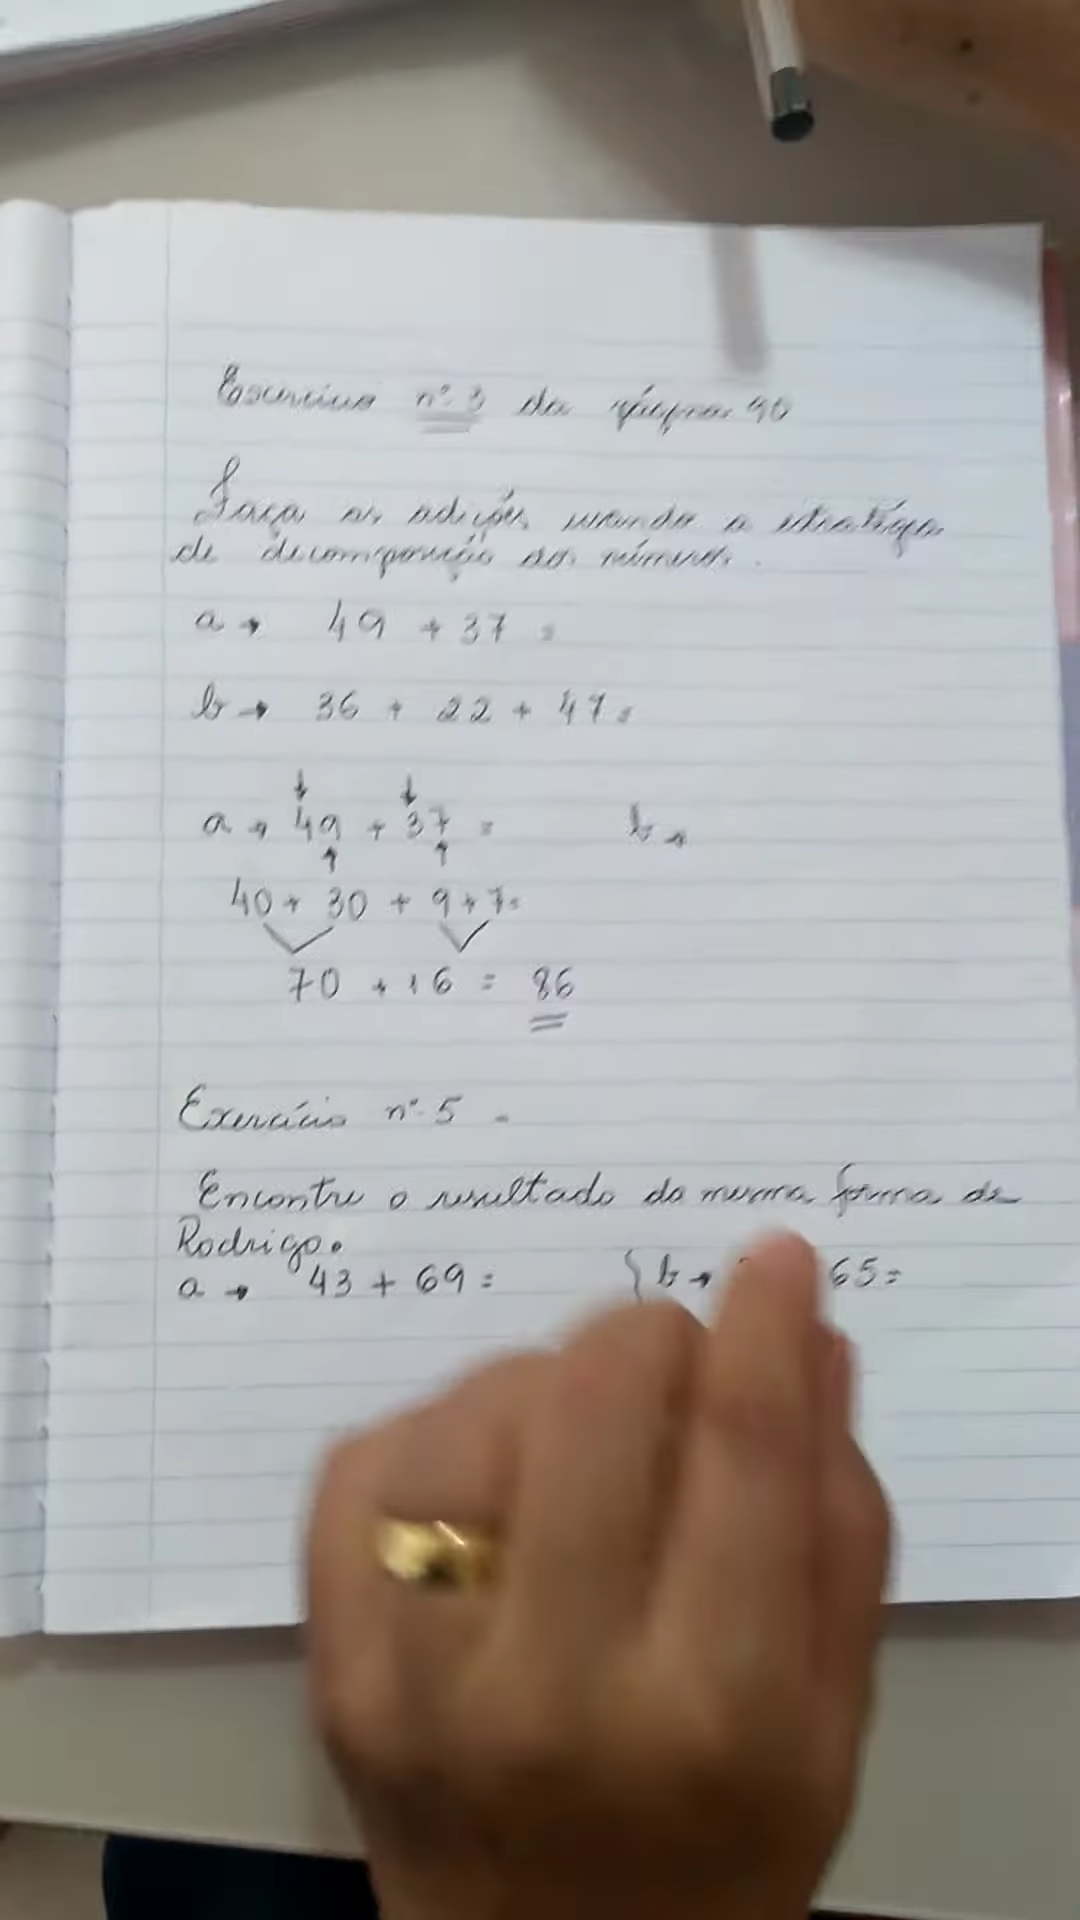 Exercício nº 3 da página 90
Faça as adições usando a estratégia
de decomposição dos números.
a → 49 + 37 =
b → 36 + 22 + 47 =
a → 49 + 37 = b →
40 + 30 + 9 + 7 =
70 + 16 = 86
Exercício nº 5 -
Encontre o resultado da mesma forma de
Rodrigo.
a → 43 + 69 = b → 65 =